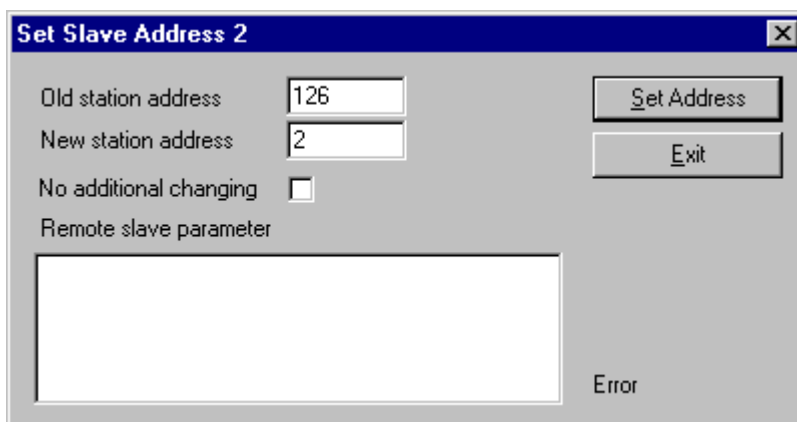 Set Slave Address 2
Old station address 126 Set Address
New station address 2 Exit
No additional changing
Remote slave parameter
Error